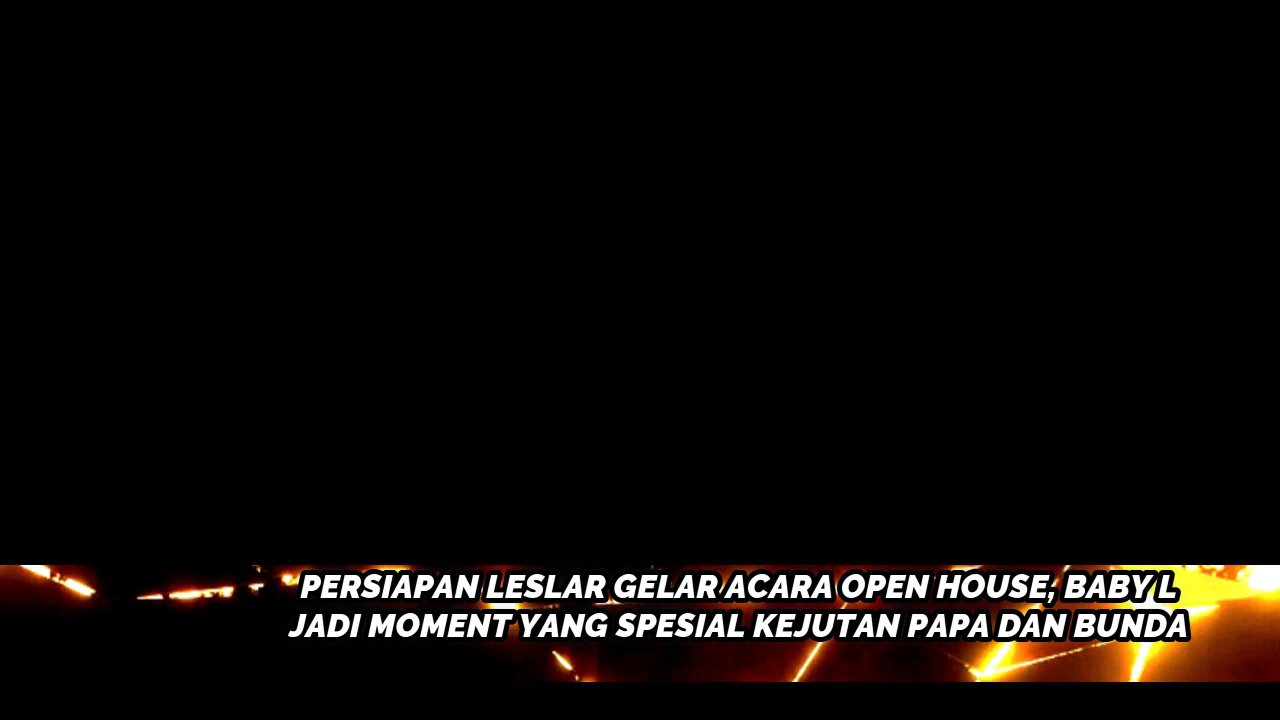 PERSIAPAN LESLAR GELAR ACARA OPEN HOUSE, BABY L
JADI MOMENT YANG SPESIAL KEJUTAN PAPA DAN BUNDA